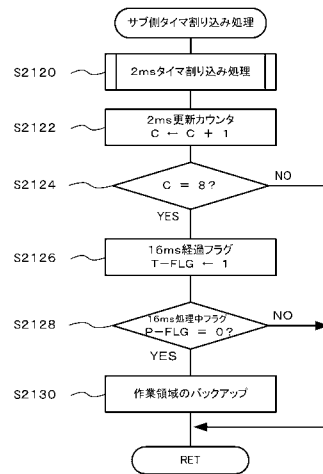 サブ側タイマ割り込み処理
S2120
2msタイマ割り込み処理
S2122
2ms更新カウンタ
C ← C + 1
S2124
C = 8?
NO
YES
S2126
16ms経過フラグ
T-FLG ← 1
S2128
16ms処理中フラグ
P-FLG = 0?
NO
YES
S2130
作業領域のバックアップ
RET